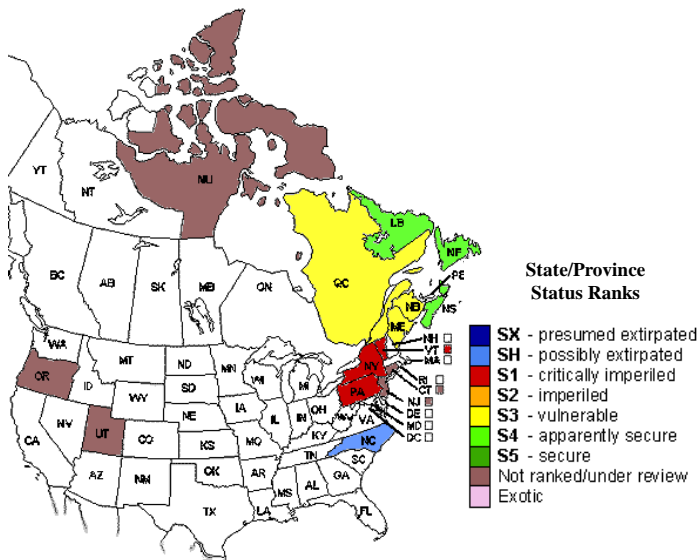 YT
NT
NU
BC
AB
SK
MB
ON
QC
LB
NF
PE
NB
NS
ME
NH
VT
MA
RI
CT
NJ
DE
MD
DC
WA
MT
ND
MN
OR
ID
WY
SD
WI
MI
NY
PA
NE
IA
IL
IN
OH
VA
NV
UT
CO
KS
MO
KY
CA
AZ
NM
OK
AR
TN
NC
SC
TX
LA
MS
AL
GA
FL
State/Province
Status Ranks
SX - presumed extirpated
SH - possibly extirpated
S1 - critically imperiled
S2 - imperiled
S3 - vulnerable
S4 - apparently secure
S5 - secure
Not ranked/under review
Exotic